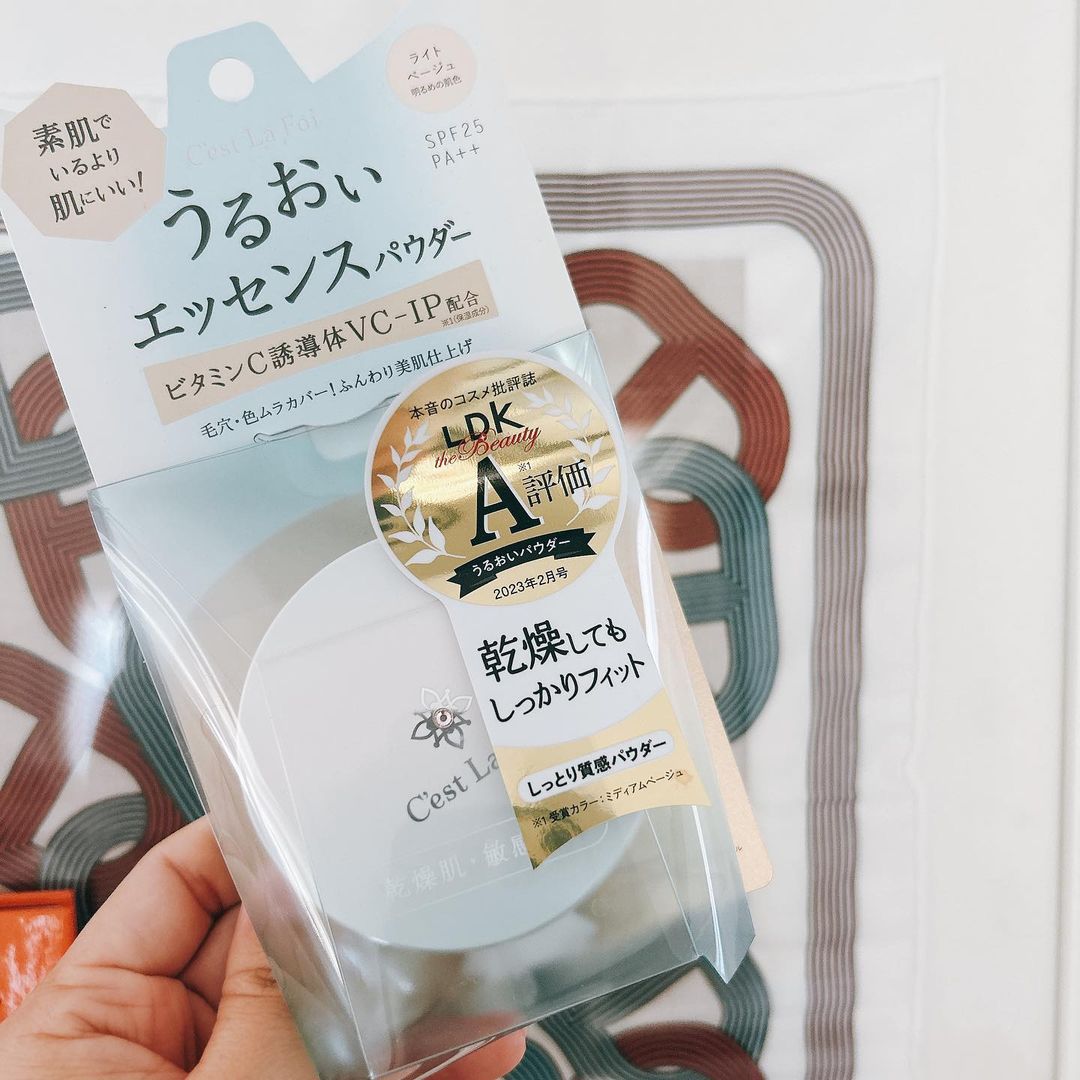 ライト
ベージュ
明るめの肌色
素肌で
いるより
肌にいい!
C'est La Foi
SPF25
PA++
うるおい
エッセンスパウダー
ビタミンC誘導体VC-IP配合
※1(保湿成分)
毛穴・色ムラカバー!ふんわり美肌仕上げ
本音のコスメ批評誌
LDK
the Beauty
A※1評価
うるおいパウダー
2023年2月号
乾燥しても
しっかりフィット
しっとり質感パウダー
※1 受賞カラー:ミディアムベージュ
C'est La
乾燥肌・敏感